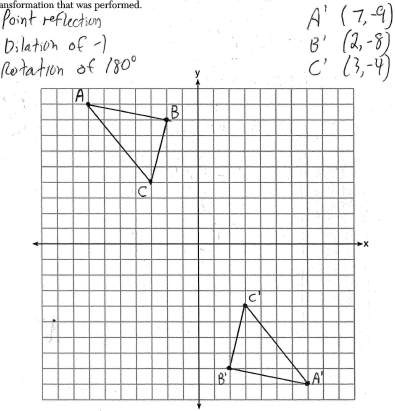 ansformation that was performed.
Point reflection
Dilation of -1
Rotation of 180°
A' (7,-9)
B' (2,-8)
C' (3,-4)
y
A
B
C
x
C'
B'
A'